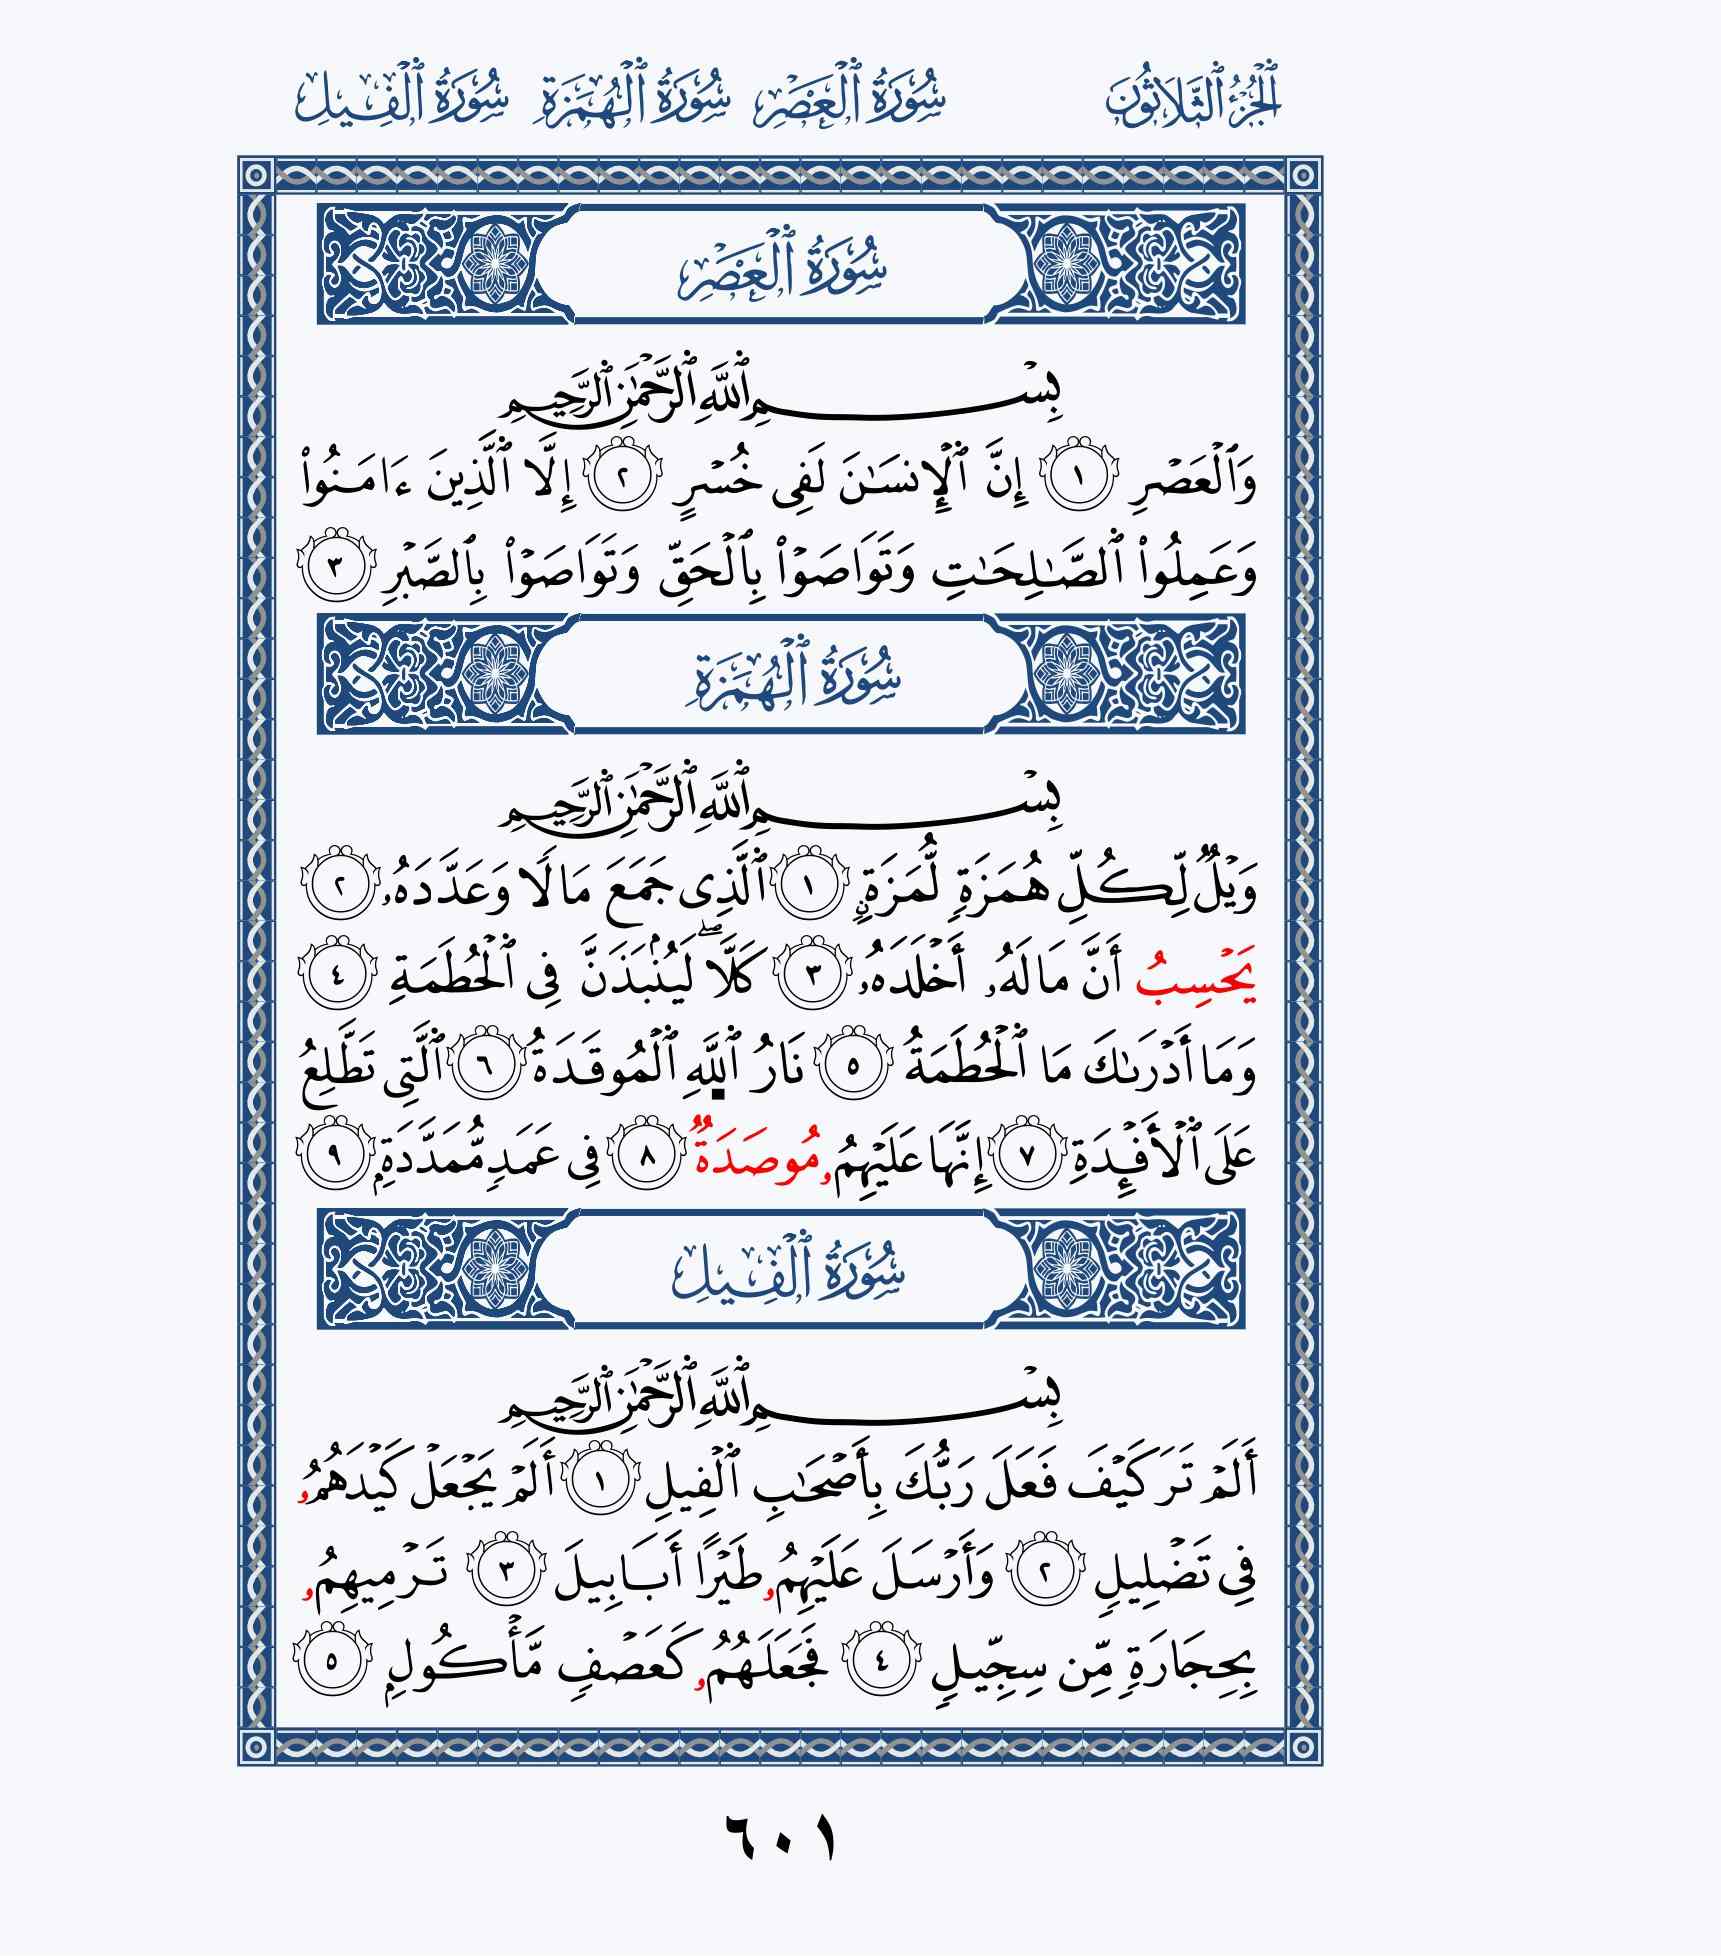 ٱلْجُزْءُ ٱلثَّلَاثُونَ سُورَةُ ٱلْعَصْرِ سُورَةُ ٱلْهُمَزَةِ سُورَةُ ٱلْفِيلِ
سُورَةُ ٱلْعَصْرِ
بِسْمِ ٱللَّهِ ٱلرَّحْمَٰنِ ٱلرَّحِيمِ
وَٱلْعَصْرِ ١ إِنَّ ٱلْإِنسَٰنَ لَفِى خُسْرٍ ٢ إِلَّا ٱلَّذِينَ ءَامَنُوا۟
وَعَمِلُوا۟ ٱلصَّٰلِحَٰتِ وَتَوَاصَوْا۟ بِٱلْحَقِّ وَتَوَاصَوْا۟ بِٱلصَّبْرِ ٣
سُورَةُ ٱلْهُمَزَةِ
بِسْمِ ٱللَّهِ ٱلرَّحْمَٰنِ ٱلرَّحِيمِ
وَيْلٌ لِّكُلِّ هُمَزَةٍ لُّمَزَةٍۨ ١ ٱلَّذِى جَمَعَ مَالًا وَعَدَّدَهُۥ ٢
يَحْسِبُ أَنَّ مَالَهُۥ أَخْلَدَهُۥ ٣ كَلَّاۖ لَيُنۢبَذَنَّ فِى ٱلْحُطَمَةِ ٤
وَمَا أَدْرَىٰكَ مَا ٱلْحُطَمَةُ ٥ نَارُ ٱللَّهِ ٱلْمُوقَدَةُ ٦ ٱلَّتِى تَطَّلِعُ
عَلَى ٱلْأَفْـِٔدَةِ ٧ إِنَّهَا عَلَيْهِمُۥ مُوصَدَةٌ ٨ فِى عَمَدٍ مُّمَدَّدَةٍۭ ٩
سُورَةُ ٱلْفِيلِ
بِسْمِ ٱللَّهِ ٱلرَّحْمَٰنِ ٱلرَّحِيمِ
أَلَمْ تَرَ كَيْفَ فَعَلَ رَبُّكَ بِأَصْحَٰبِ ٱلْفِيلِ ١ أَلَمْ يَجْعَلْ كَيْدَهُمُۥ
فِى تَضْلِيلٍ ٢ وَأَرْسَلَ عَلَيْهِمُۥ طَيْرًا أَبَابِيلَ ٣ تَرْمِيهِمُۥ
بِحِجَارَةٍ مِّن سِجِّيلٍ ٤ فَجَعَلَهُمُۥ كَعَصْفٍ مَّأْكُولٍۭ ٥
٦٠١